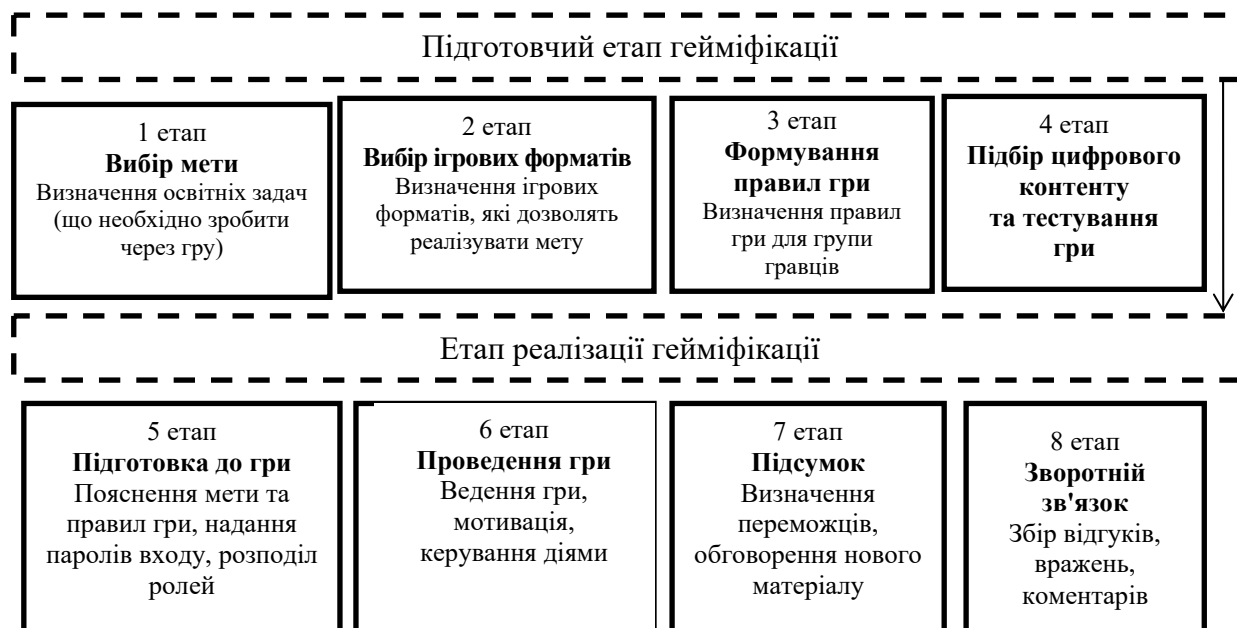 Підготовчий етап гейміфікації
1 етап
Вибір мети
Визначення освітніх задач
(що необхідно зробити
через гру)
2 етап
Вибір ігрових форматів
Визначення ігрових
форматів, які дозволять
реалізувати мету
3 етап
Формування
правил гри
Визначення правил
гри для групи
гравців
4 етап
Підбір цифрового
контенту
та тестування
гри
Етап реалізації гейміфікації
5 етап
Підготовка до гри
Пояснення мети та
правил гри, надання
паролів входу, розподіл
ролей
6 етап
Проведення гри
Ведення гри,
мотивація,
керування діями
7 етап
Підсумок
Визначення
переможців,
обговорення нового
матеріалу
8 етап
Зворотній
зв'язок
Збір відгуків,
вражень,
коментарів